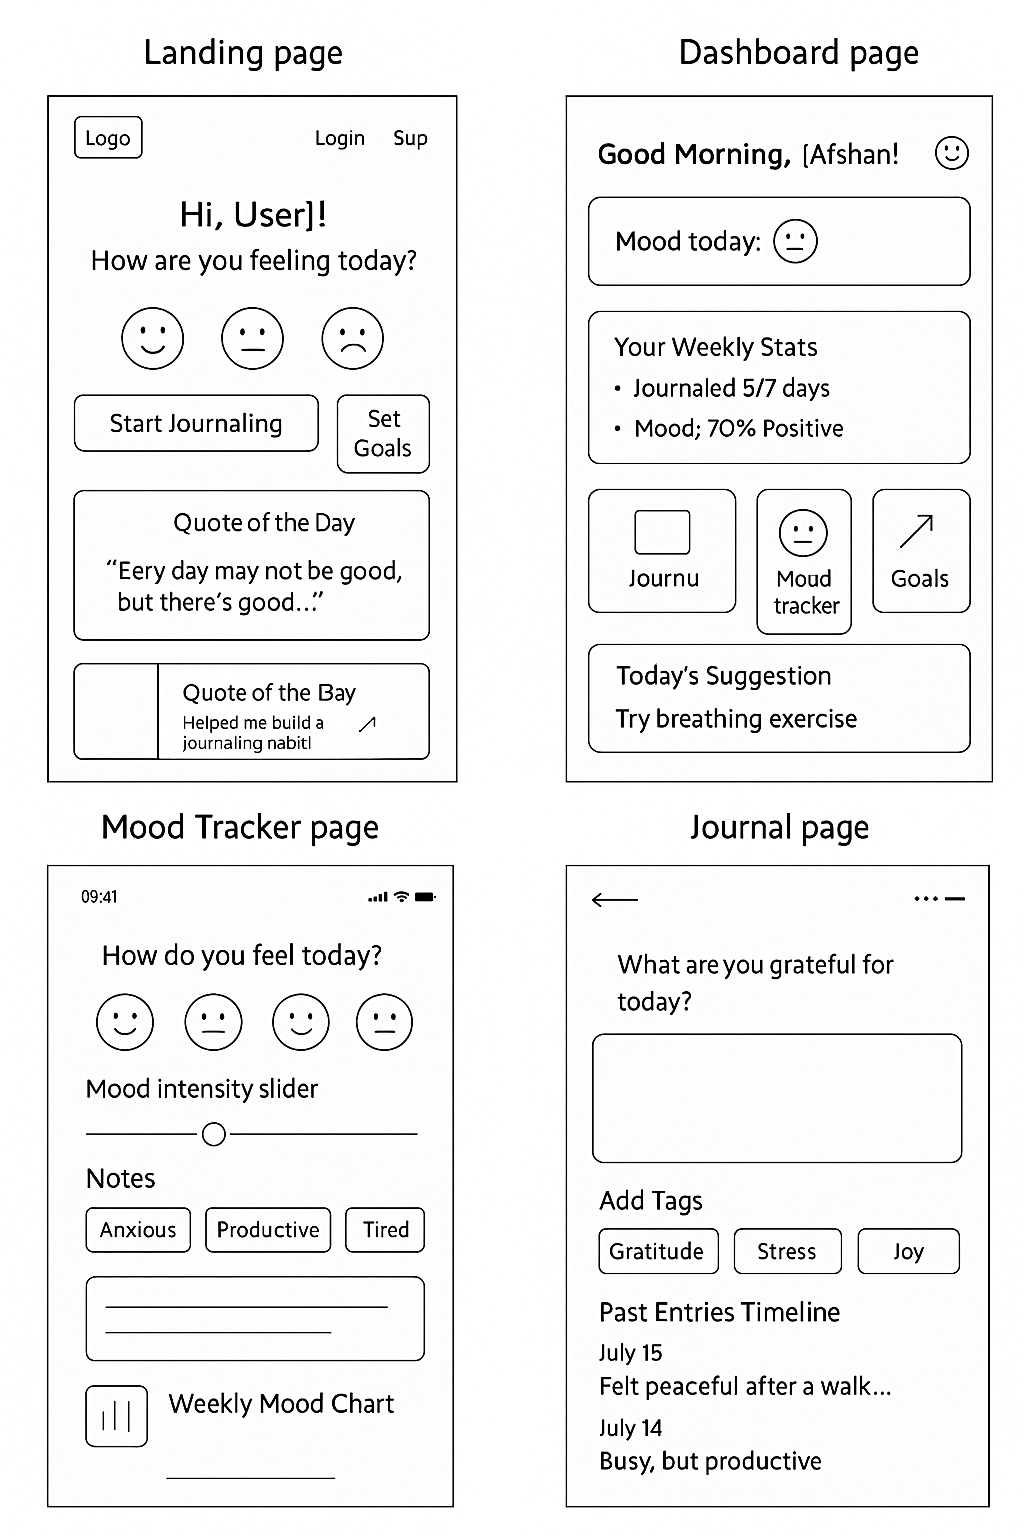 Landing page
Logo
Login Sup
Hi, User]!
How are you feeling today?
Start Journaling
Set
Goals
Quote of the Day
“Eery day may not be good,
but there's good...”
Quote of the Bay
Helped me build a
journaling nabitl
Dashboard page
Good Morning, [Afshan!
Mood today:
Your Weekly Stats
• Journaled 5/7 days
• Mood; 70% Positive
Journu
Moud
tracker
Goals
Today's Suggestion
Try breathing exercise
Mood Tracker page
09:41
How do you feel today?
Mood intensity slider
Notes
Anxious Productive Tired
Weekly Mood Chart
Journal page
What are you grateful for
today?
Add Tags
Gratitude Stress Joy
Past Entries Timeline
July 15
Felt peaceful after a walk...
July 14
Busy, but productive